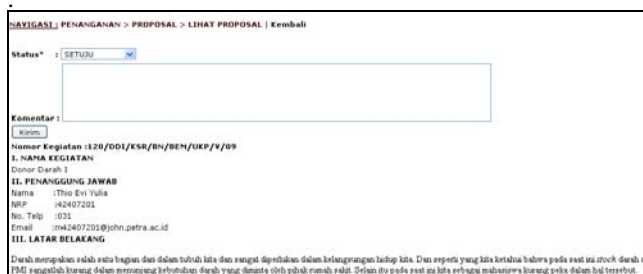 NAVIGASI : PENANGANAN > PROPOSAL > LIHAT PROPOSAL | Kembali
Status* : SETUJU
Komentar :
Kirim
Nomor Kegiatan :120/DDI/KSR/BN/BEM/UKP/V/09
I. NAMA KEGIATAN
Donor Darah I
II. PENANGGUNG JAWAB
Nama :Thio Evi Yulia
NRP :42407201
No. Telp :031
Email :m42407201@john.petra.ac.id
III. LATAR BELAKANG
Darah merupakan salah satu bagian dan dalam tubuh kita dan sangat diperlukan dalam kelangsungan hidup kita. Dan seperti yang kita ketahui bahwa pada saat ini stock darah
PMI sangatlah kurang dalam menunjang kebutuhan darah yang diminta oleh pihak rumah sakit. Selain itu pada saat ini kita sebagai mahasiswa kurang peka dalam hal tersebut.